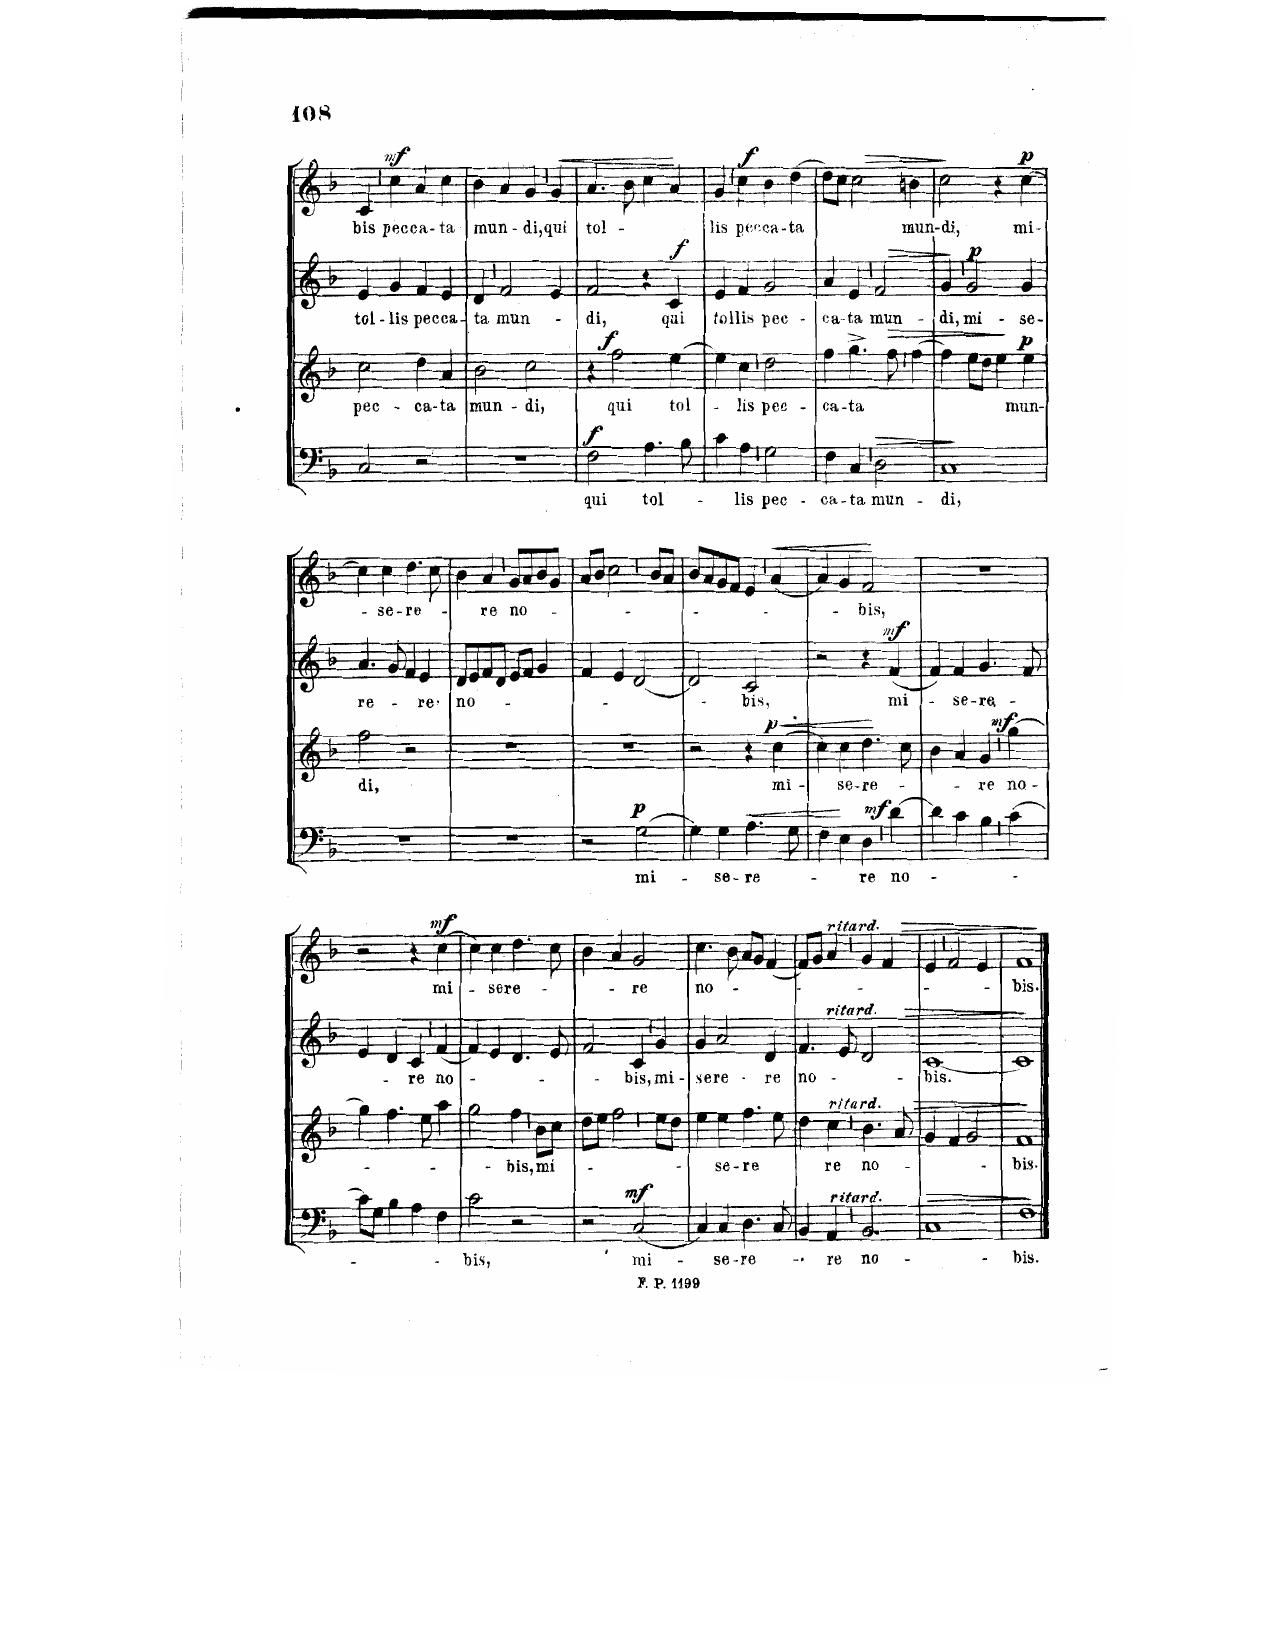 108
mf f p
bis pecca-ta mun-di,qui tol - lis pecca-ta mun-di, mi-
f p
tol-lis pecca-ta mun - di, qui tollis pec - ca-ta mun - di, mi - se-
f p
pec - ca-ta mun - di, qui tol - lis pec - ca-ta mun-
f
qui tol - lis pec - ca-ta mun - di,
- se-re - re no - - - - - bis,
mf
re - re no - - - - bis, mi - se-re -
p mf
di, mi - se-re - - re no -
p mf
mi - se-re - re no - -
mf ritard.
mi - sere - - re no - - - - - bis.
ritard.
- re no - - - bis, mi-sere - re no - - bis.
ritard.
- - - bis, mi - - - se-re re no - - bis.
mf ritard.
- - bis, mi - se-re - re no - - bis.
F. P. 1199